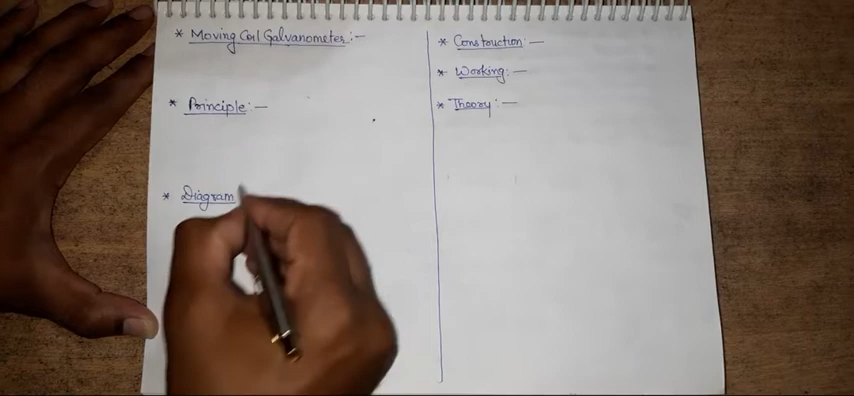 * Moving Coil Galvanometer :-
* Principle :-
* Diagram
* Construction :-
* Working :-
* Theory :-